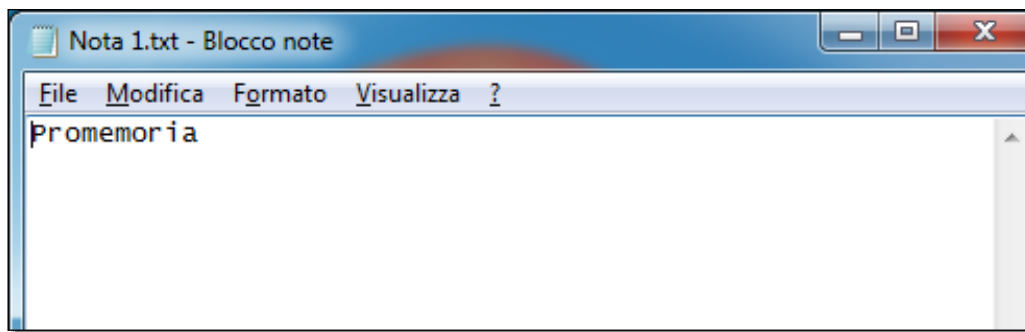 Nota 1.txt - Blocco note
File Modifica Formato Visualizza ?
Promemoria